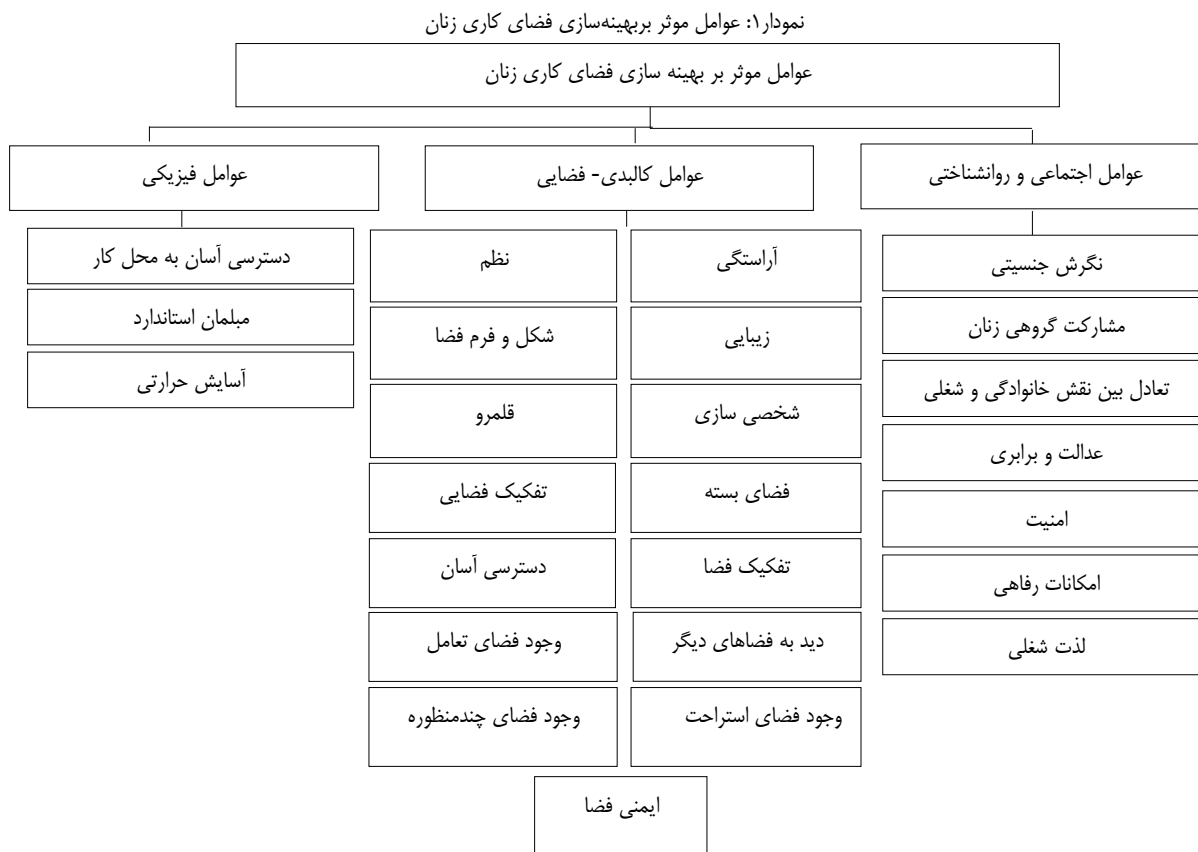 نمودار۱: عوامل موثر بربهینه‌سازی فضای کاری زنان
عوامل موثر بر بهینه سازی فضای کاری زنان
عوامل اجتماعی و روانشناختی
نگرش جنسیتی
مشارکت گروهی زنان
تعادل بین نقش خانوادگی و شغلی
عدالت و برابری
امنیت
امکانات رفاهی
لذت شغلی
عوامل کالبدی- فضایی
آراستگی
نظم
زیبایی
شکل و فرم فضا
شخصی سازی
قلمرو
فضای بسته
تفکیک فضایی
تفکیک فضا
دسترسی آسان
دید به فضاهای دیگر
وجود فضای تعامل
وجود فضای استراحت
وجود فضای چندمنظوره
ایمنی فضا
عوامل فیزیکی
دسترسی آسان به محل کار
مبلمان استاندارد
آسایش حرارتی